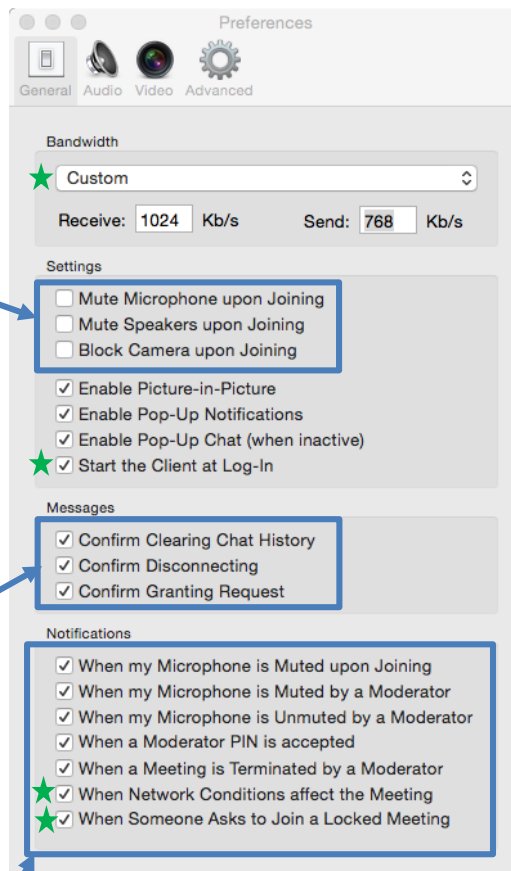 Preferences
General Audio Video Advanced
Bandwidth
Custom
Receive: 1024 Kb/s Send: 768 Kb/s
Settings
Mute Microphone upon Joining
Mute Speakers upon Joining
Block Camera upon Joining
Enable Picture-in-Picture
Enable Pop-Up Notifications
Enable Pop-Up Chat (when inactive)
Start the Client at Log-In
Messages
Confirm Clearing Chat History
Confirm Disconnecting
Confirm Granting Request
Notifications
When my Microphone is Muted upon Joining
When my Microphone is Muted by a Moderator
When my Microphone is Unmuted by a Moderator
When a Moderator PIN is accepted
When a Meeting is Terminated by a Moderator
When Network Conditions affect the Meeting
When Someone Asks to Join a Locked Meeting